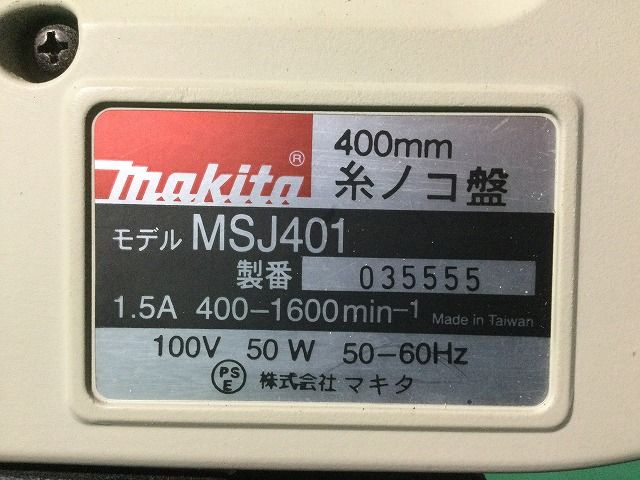 makita®
400mm
糸ノコ盤
モデル MSJ401
製番 035555
1.5A 400-1600min-1 Made in Taiwan
100V 50W 50-60Hz
PSE 株式会社 マキタ